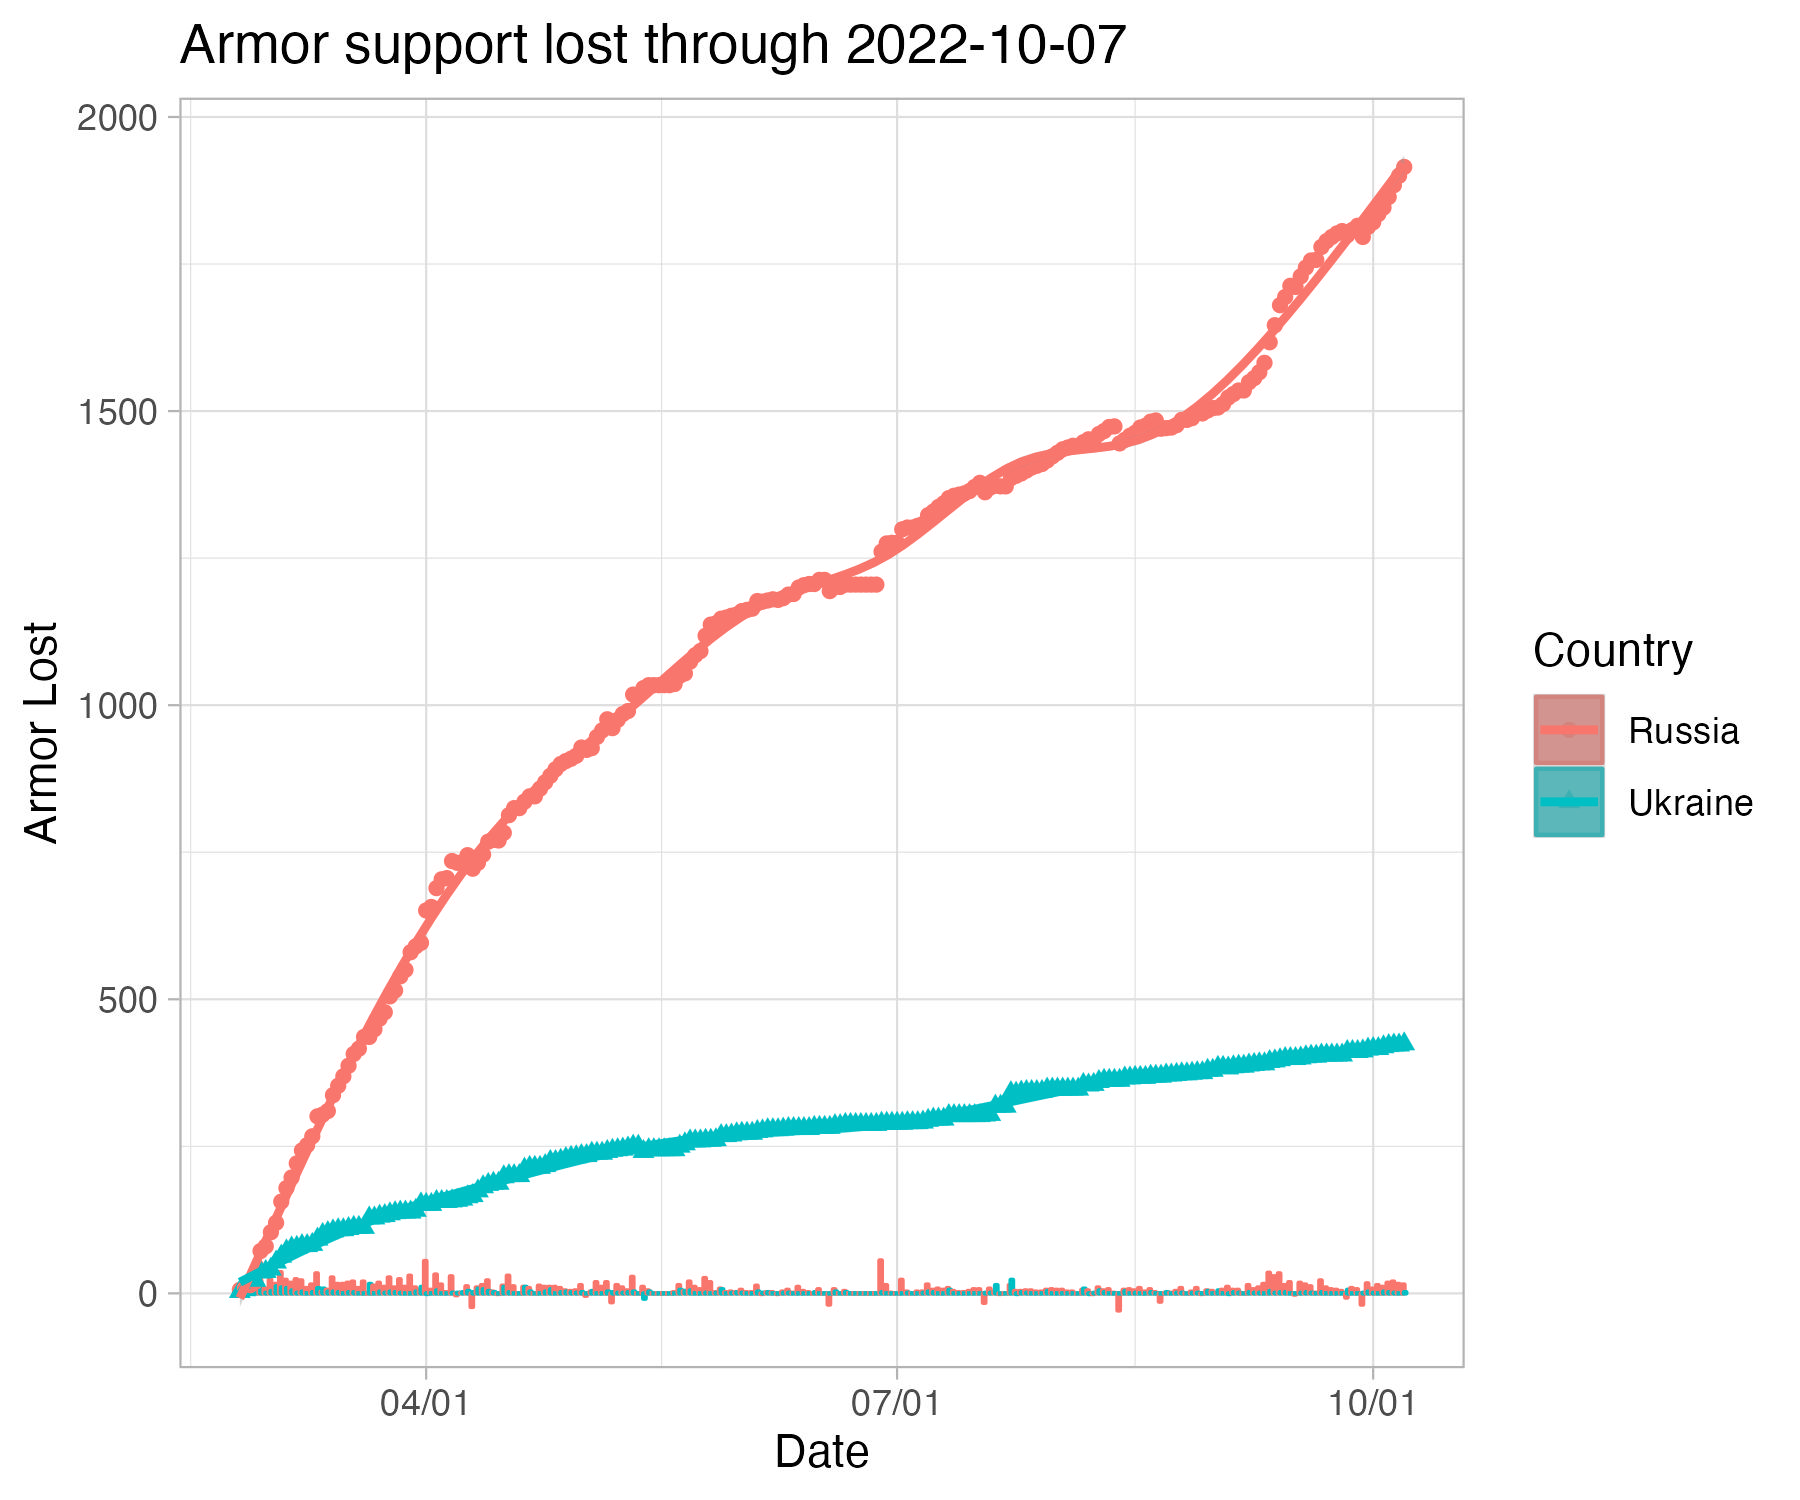 Armor support lost through 2022-10-07
Armor Lost
2000
1500
1000
500
0
04/01
07/01
10/01
Date
Country
Russia
Ukraine